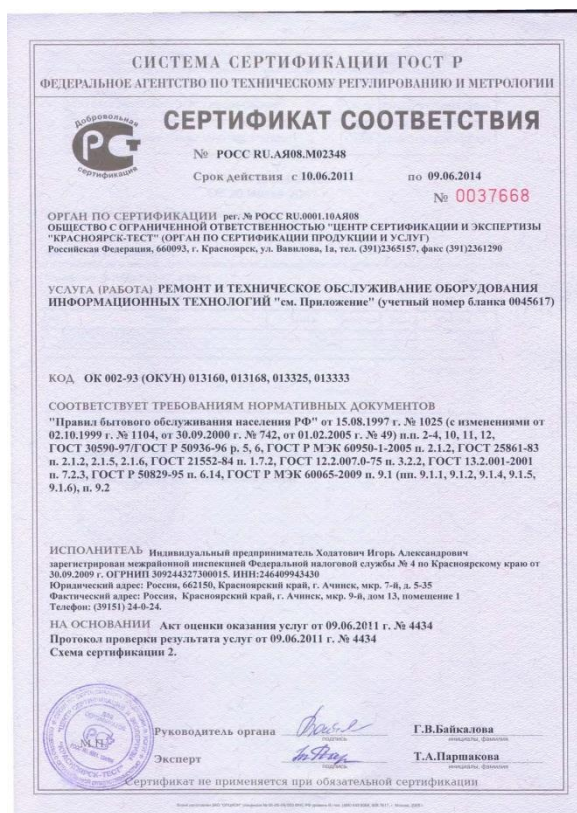 СИСТЕМА СЕРТИФИКАЦИИ ГОСТ Р
ФЕДЕРАЛЬНОЕ АГЕНТСТВО ПО ТЕХНИЧЕСКОМУ РЕГУЛИРОВАНИЮ И МЕТРОЛОГИИ
Добровольная
сертификация
СЕРТИФИКАТ СООТВЕТСТВИЯ
№ РОСС RU.АЯ08.М02348
Срок действия с 10.06.2011 по 09.06.2014
№ 0037668
ОРГАН ПО СЕРТИФИКАЦИИ рег. № РОСС RU.0001.10АЯ08
ОБЩЕСТВО С ОГРАНИЧЕННОЙ ОТВЕТСТВЕННОСТЬЮ "ЦЕНТР СЕРТИФИКАЦИИ И ЭКСПЕРТИЗЫ
"КРАСНОЯРСК-ТЕСТ" (ОРГАН ПО СЕРТИФИКАЦИИ ПРОДУКЦИИ И УСЛУГ)
Российская Федерация, 660093, г. Красноярск, ул. Вавилова, 1а, тел. (391)2365157, факс (391)2361290
УСЛУГА (РАБОТА) РЕМОНТ И ТЕХНИЧЕСКОЕ ОБСЛУЖИВАНИЕ ОБОРУДОВАНИЯ
ИНФОРМАЦИОННЫХ ТЕХНОЛОГИЙ "см. Приложение" (учетный номер бланка 0045617)
КОД ОК 002-93 (ОКУН) 013160, 013168, 013325, 013333
СООТВЕТСТВУЕТ ТРЕБОВАНИЯМ НОРМАТИВНЫХ ДОКУМЕНТОВ
"Правил бытового обслуживания населения РФ" от 15.08.1997 г. № 1025 (с изменениями от
02.10.1999 г. № 1104, от 30.09.2000 г. № 742, от 01.02.2005 г. № 49) п.п. 2-4, 10, 11, 12,
ГОСТ 30590-97/ГОСТ Р 50936-96 р. 5, 6, ГОСТ Р МЭК 60950-1-2005 п. 2.1.2, ГОСТ 25861-83
п. 2.1.2, 2.1.5, 2.1.6, ГОСТ 21552-84 п. 1.7.2, ГОСТ 12.2.007.0-75 п. 3.2.2, ГОСТ 13.2.001-2001
п. 7.2.3, ГОСТ Р 50829-95 п. 6.14, ГОСТ Р МЭК 60065-2009 п. 9.1 (пп. 9.1.1, 9.1.2, 9.1.4, 9.1.5,
9.1.6), п. 9.2
ИСПОЛНИТЕЛЬ Индивидуальный предприниматель Ходатович Игорь Александрович
зарегистрирован межрайонной инспекцией Федеральной налоговой службы № 4 по Красноярскому краю от
30.09.2009 г. ОГРНИП 309244327300015. ИНН:246409943430
Юридический адрес: Россия, 662150, Красноярский край, г. Ачинск, мкр. 7-й, д. 5-35
Фактический адрес: Россия, Красноярский край, г. Ачинск, мкр. 9-й, дом 13, помещение 1
Телефон: (39151) 24-0-24.
НА ОСНОВАНИИ Акт оценки оказания услуг от 09.06.2011 г. № 4434
Протокол проверки результата услуг от 09.06.2011 г. № 4434
Схема сертификации 2.
Руководитель органа
подпись
Г.В.Байкалова
инициалы, фамилия
Эксперт
подпись
Т.А.Паршакова
инициалы, фамилия
М.П.
"КРАСНОЯРСК-ТЕСТ"
Сертификат не применяется при обязательной сертификации